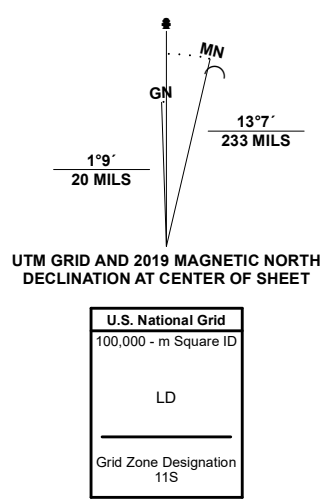 MN
GN
13°7´
233 MILS
1°9´
20 MILS
UTM GRID AND 2019 MAGNETIC NORTH
DECLINATION AT CENTER OF SHEET
U.S. National Grid
100,000 - m Square ID
LD
Grid Zone Designation
11S